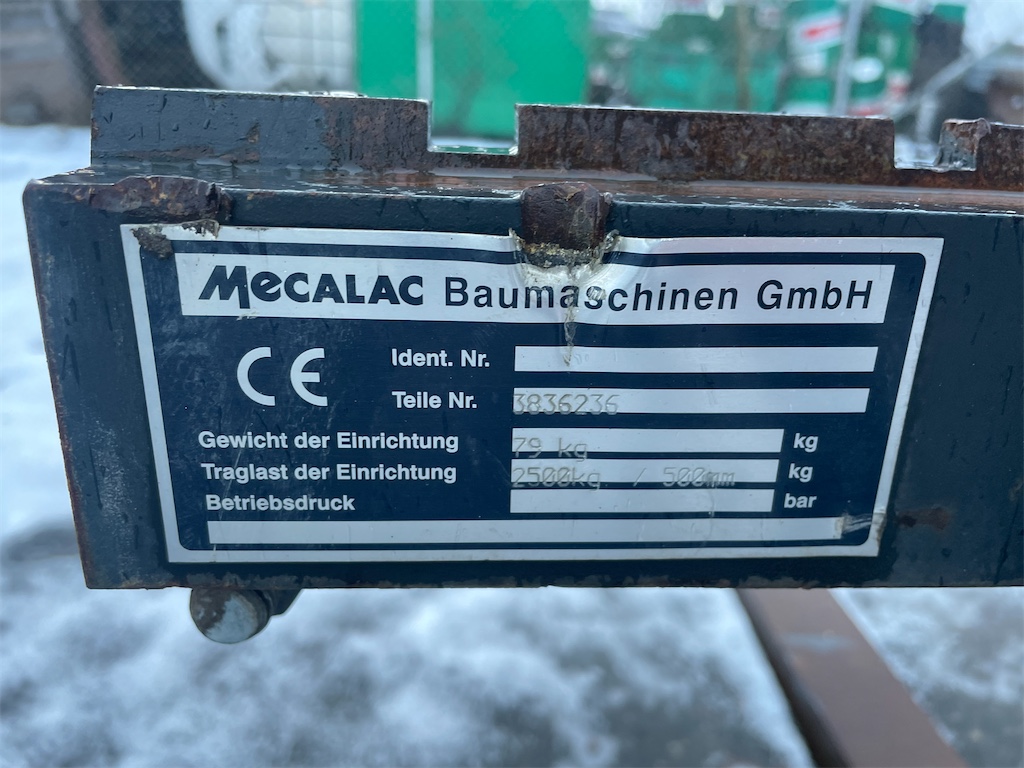 MECALAC Baumaschinen GmbH
CE
Ident. Nr.
Teile Nr. 3836236
Gewicht der Einrichtung 79 kg kg
Traglast der Einrichtung 2500kg / 500mm kg
Betriebsdruck bar